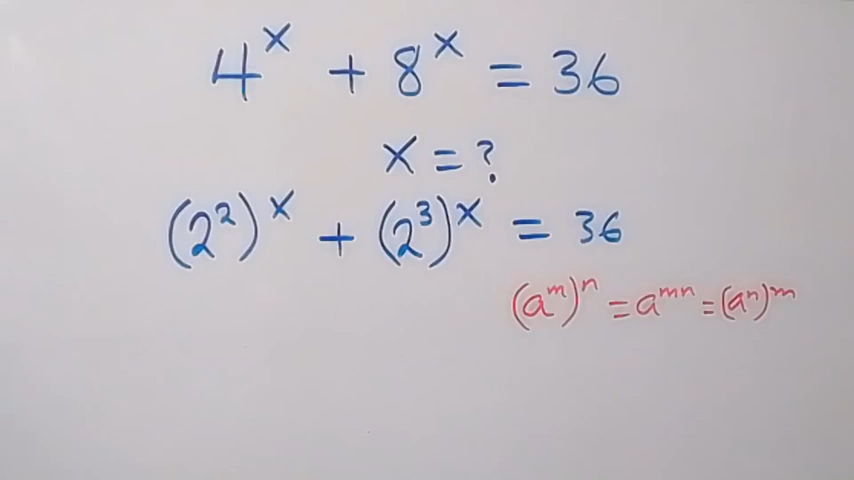 4^x + 8^x = 36
x = ?
(2^2)^x + (2^3)^x = 36
(a^m)^n = a^mn = (a^n)^m